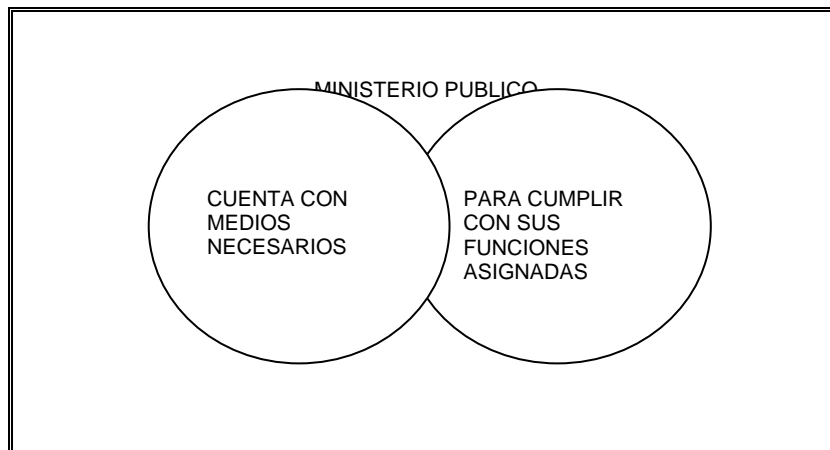 MINISTERIO PUBLICO
CUENTA CON
MEDIOS
NECESARIOS
PARA CUMPLIR
CON SUS
FUNCIONES
ASIGNADAS